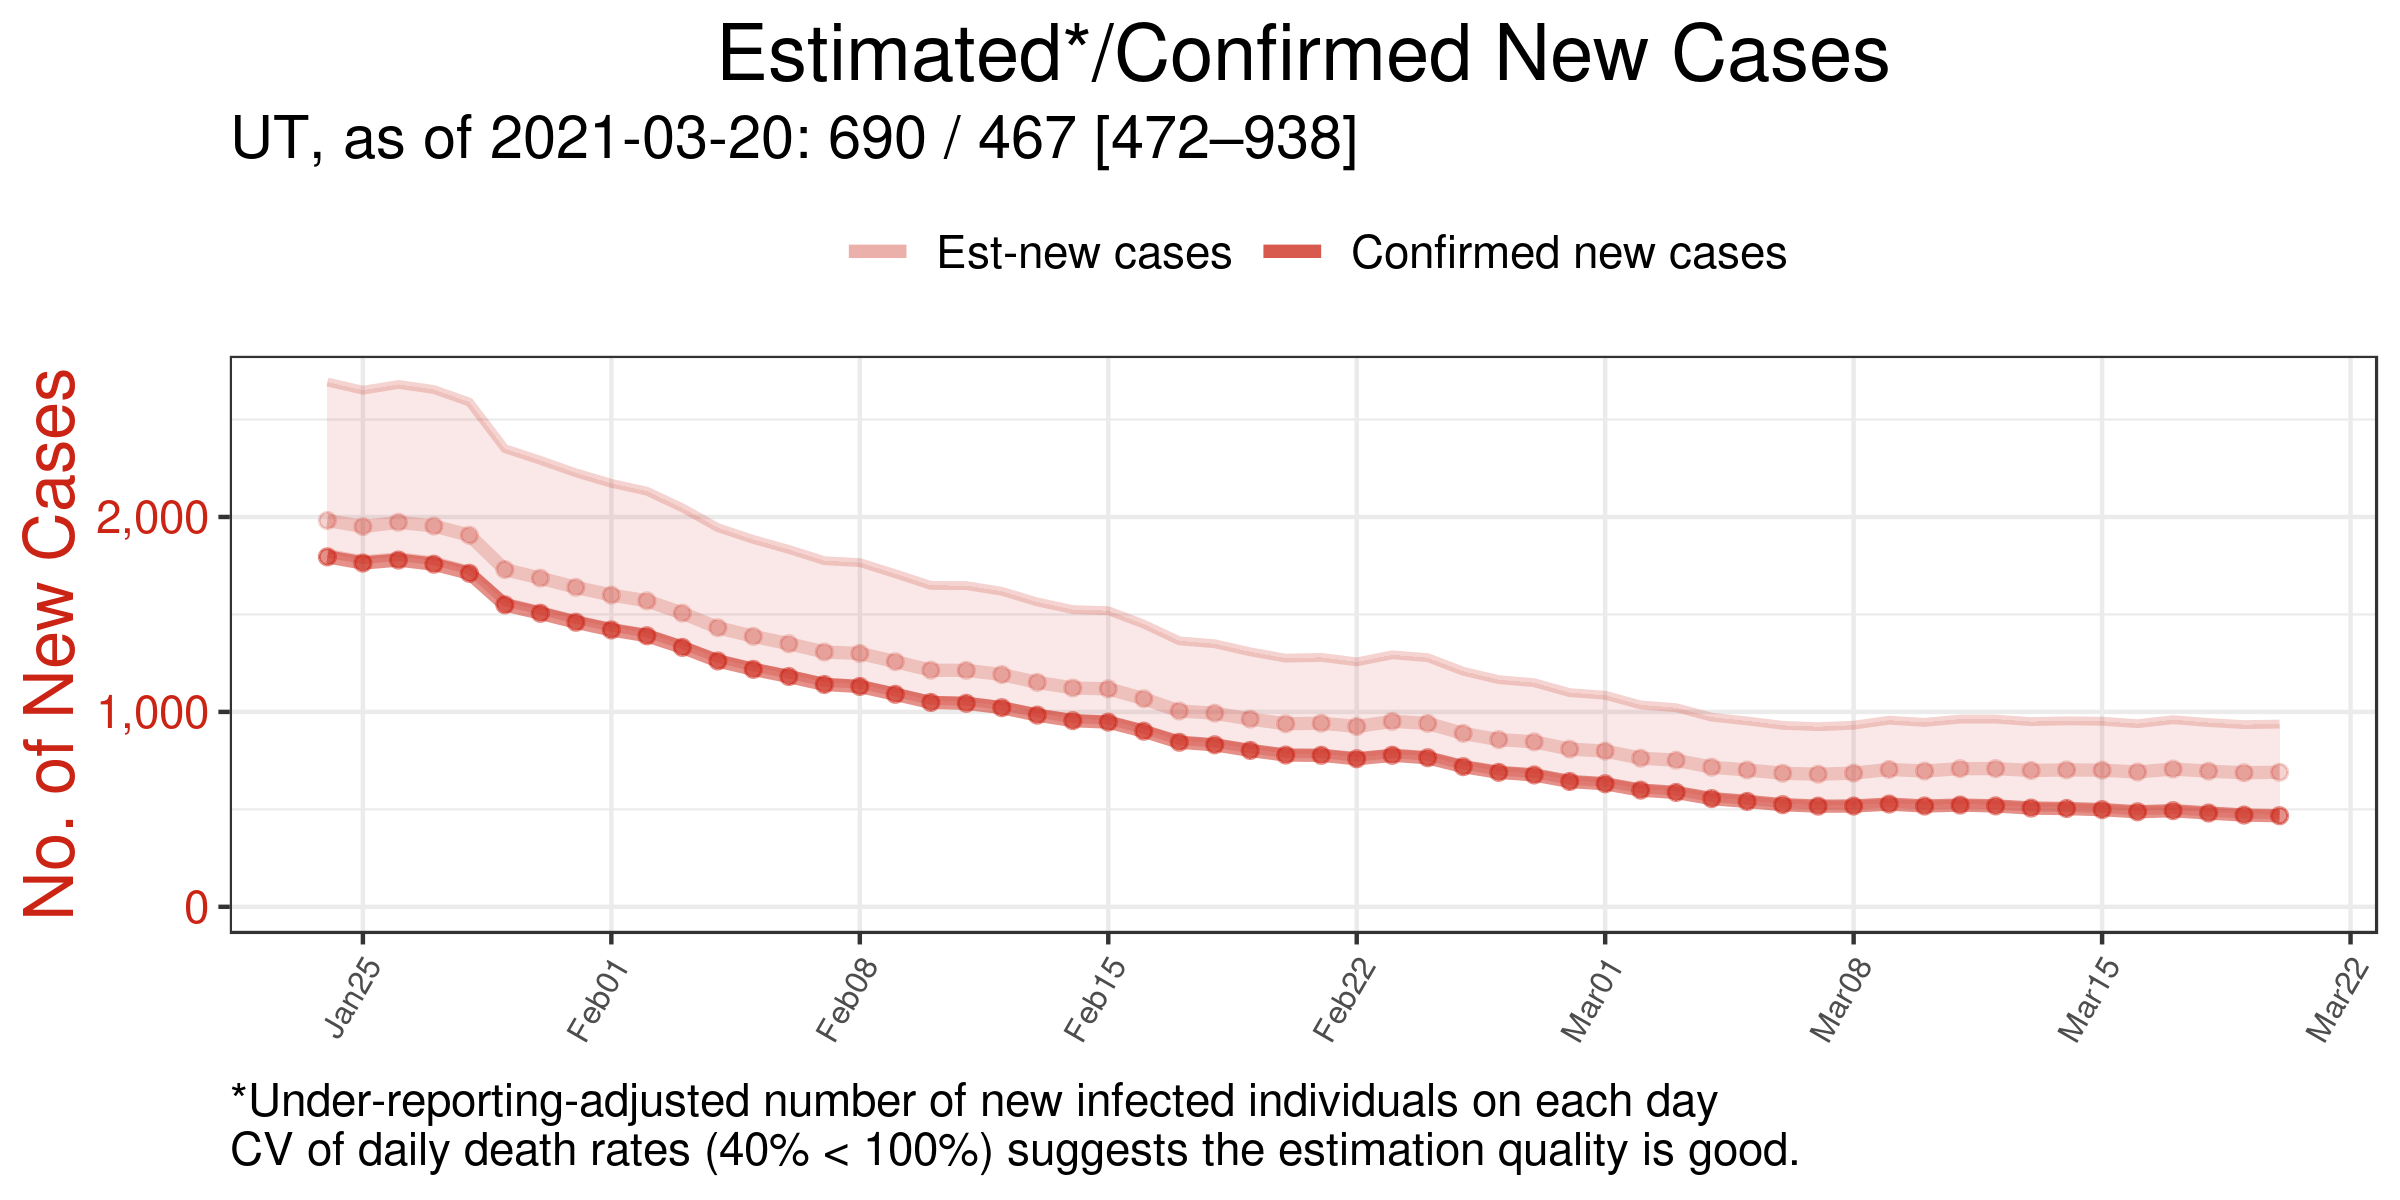 Estimated*/Confirmed New Cases
UT, as of 2021-03-20: 690 / 467 [472–938]
Est-new cases Confirmed new cases
No. of New Cases
2,000
1,000
0
Jan25 Feb01 Feb08 Feb15 Feb22 Mar01 Mar08 Mar15 Mar22
*Under-reporting-adjusted number of new infected individuals on each day
CV of daily death rates (40% < 100%) suggests the estimation quality is good.